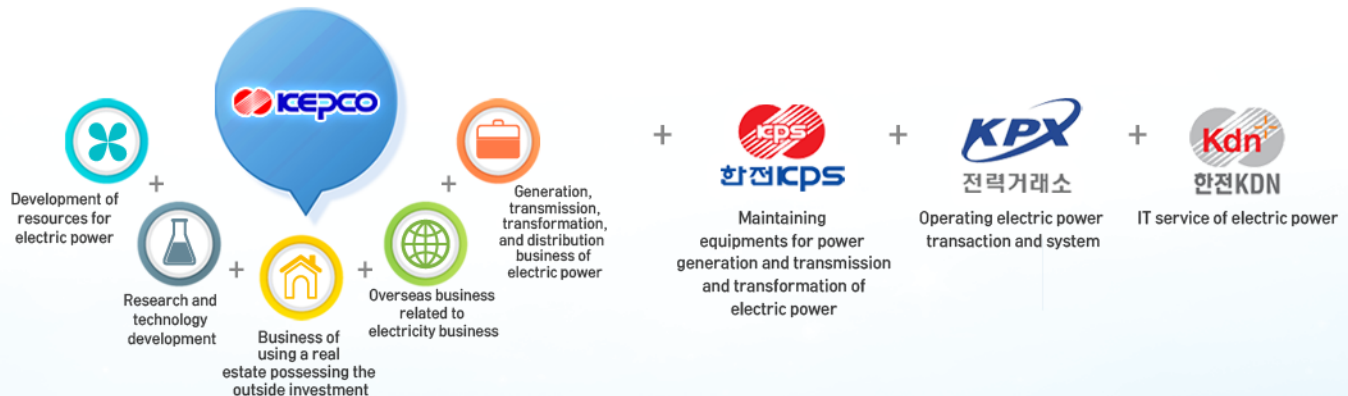 KEPCO
Development of
resources for
electric power
Research and
technology
development
Business of
using a real
estate possessing the
outside investment
Overseas business
related to
electricity business
Generation,
transmission,
transformation,
and distribution
business of
electric power
KPS
한전KPS
Maintaining
equipments for power
generation and transmission
and transformation of
electric power
KPX
전력거래소
Operating electric power
transaction and system
Kdn
한전KDN
IT service of electric power